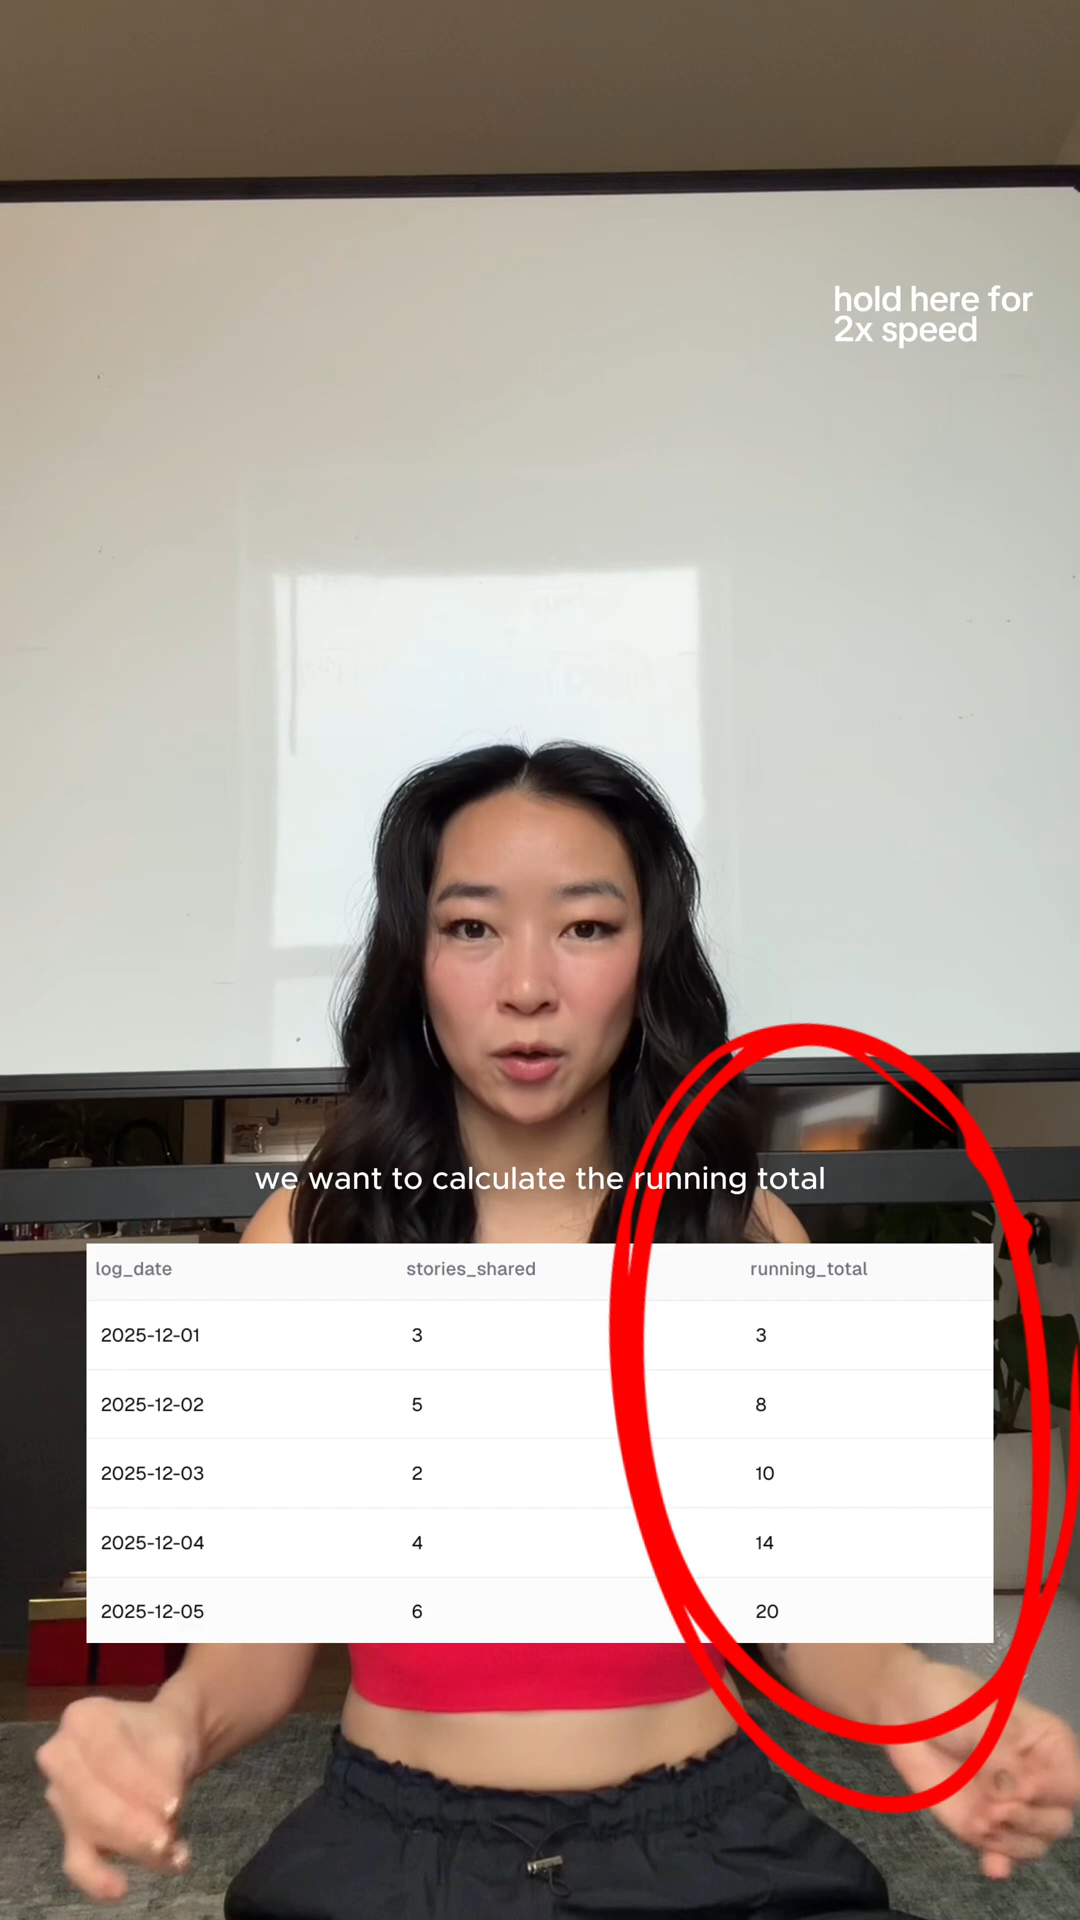 hold here for
2x speed
we want to calculate the running total
log_date stories_shared running_total
2025-12-01 3 3
2025-12-02 5 8
2025-12-03 2 10
2025-12-04 4 14
2025-12-05 6 20